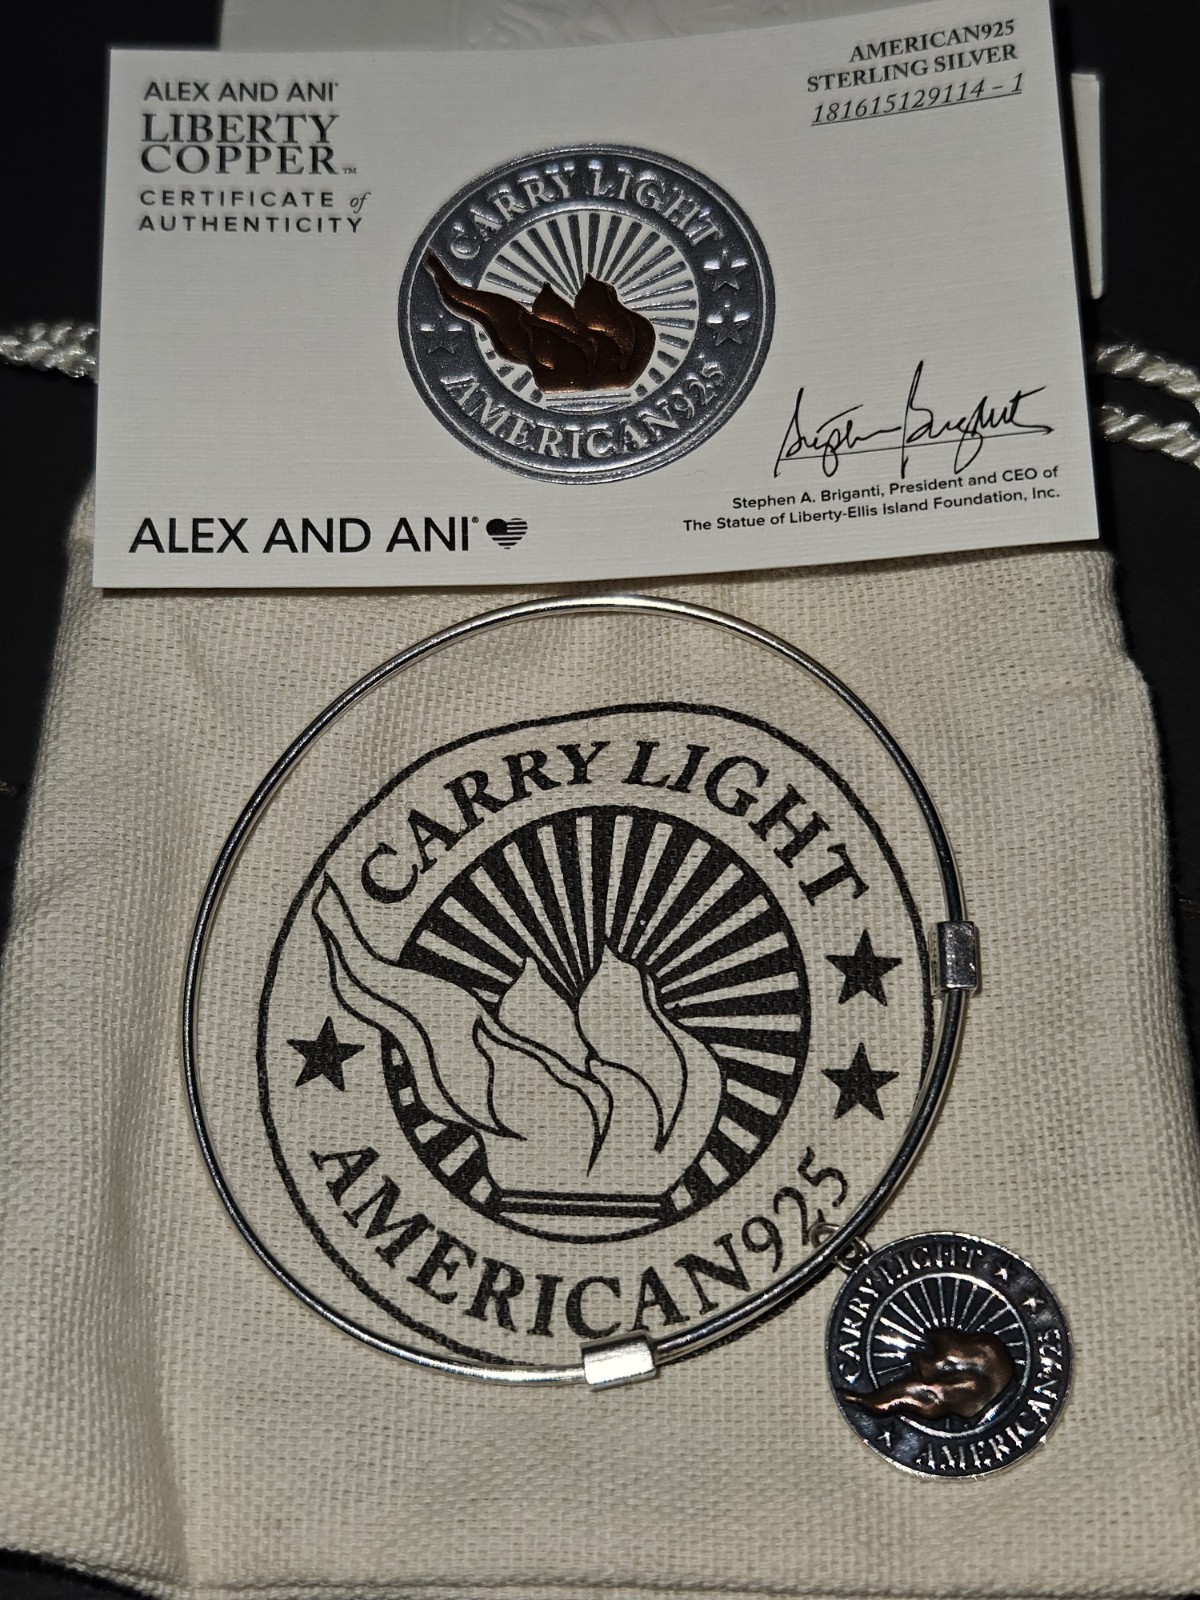 ALEX AND ANI®
LIBERTY
COPPER™
CERTIFICATE of
AUTHENTICITY
AMERICAN925
STERLING SILVER
181615129114 - 1
CARRY LIGHT
AMERICAN925
Stephen A. Briganti, President and CEO of
The Statue of Liberty-Ellis Island Foundation, Inc.
ALEX AND ANI®
CARRY LIGHT
AMERICAN925
CARRY LIGHT
AMERICAN925